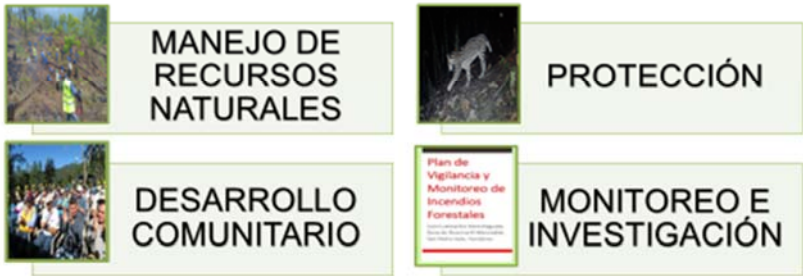 MANEJO DE
RECURSOS
NATURALES
PROTECCIÓN
DESARROLLO
COMUNITARIO
Plan de
Vigilancia y
Monitoreo de
Incendios
Forestales
MONITOREO E
INVESTIGACIÓN